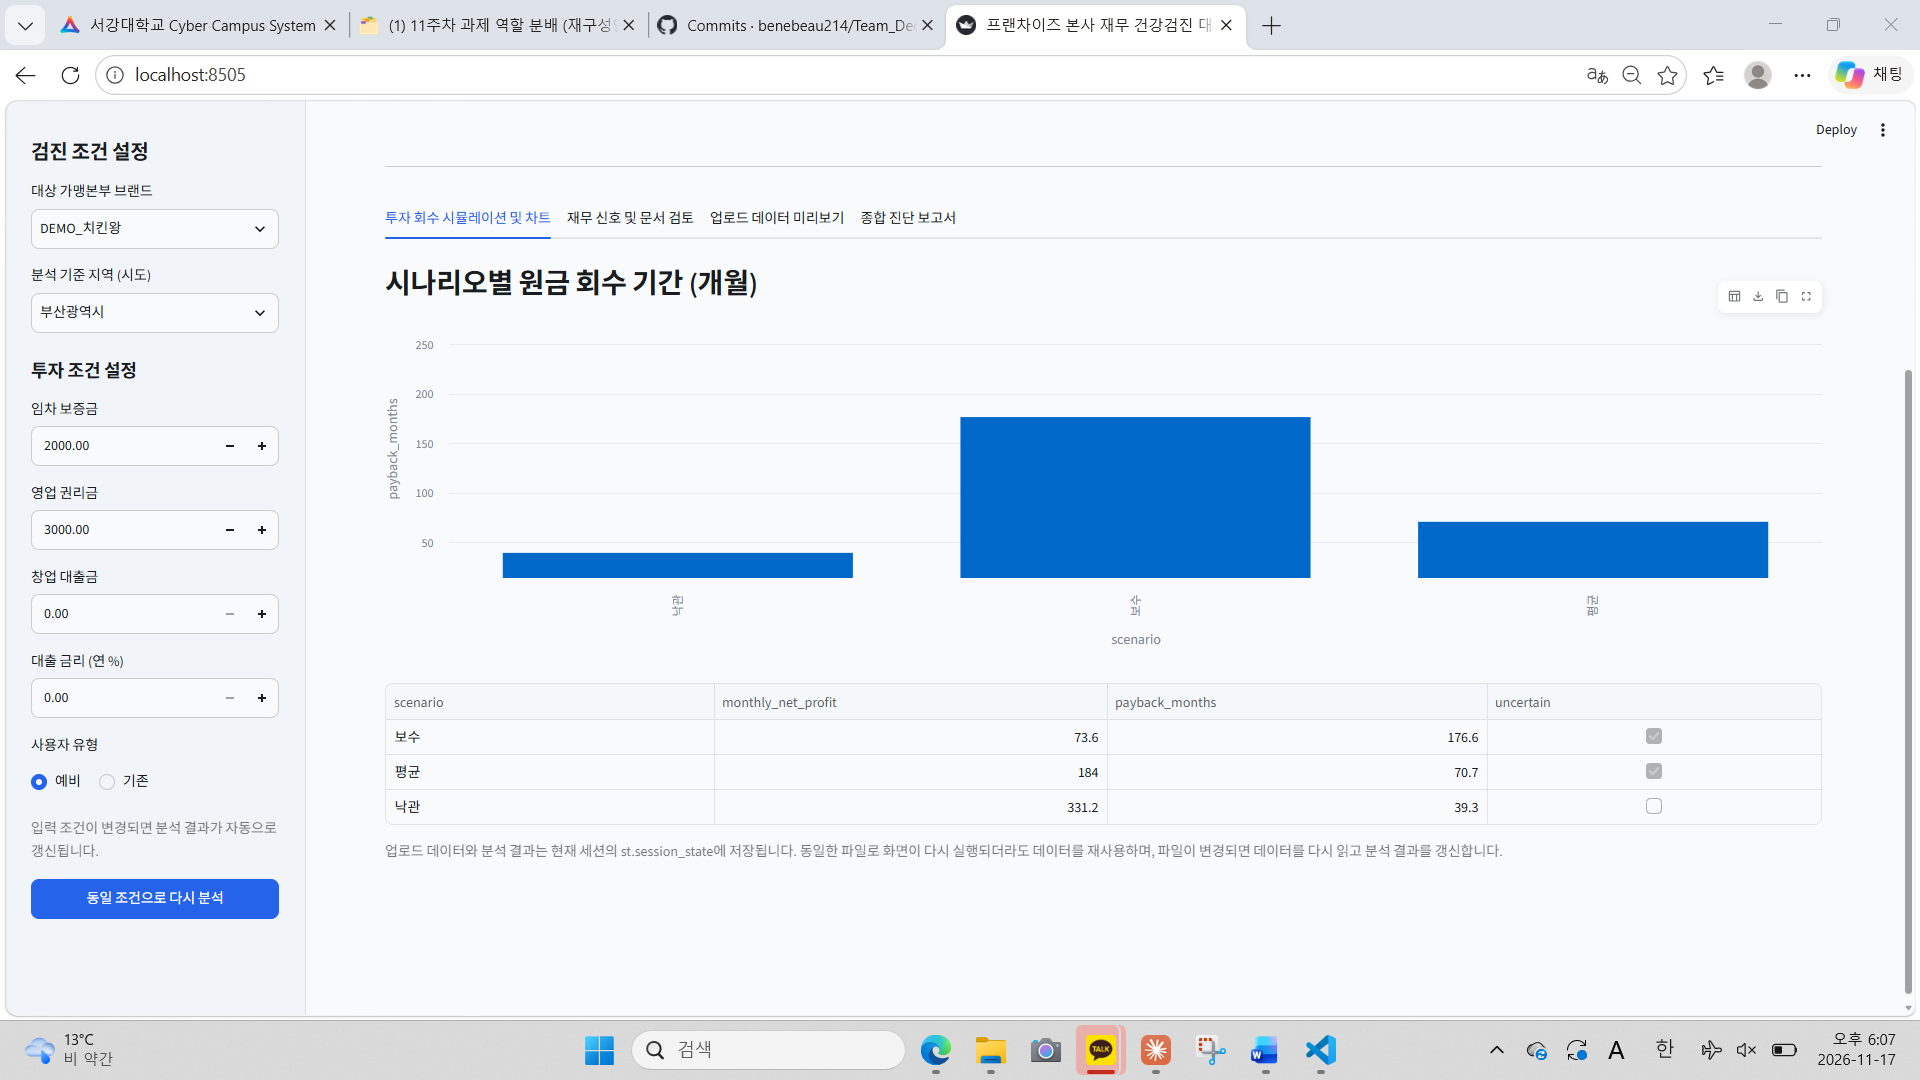 서강대학교 Cyber Campus System
(1) 11주차 과제 역할 분배 (재구성
Commits · benebeau214/Team_De
프랜차이즈 본사 재무 건강검진 대
localhost:8505
채팅
Deploy
검진 조건 설정
대상 가맹본부 브랜드
DEMO_치킨왕
분석 기준 지역 (시도)
부산광역시
투자 조건 설정
임차 보증금
2000.00
영업 권리금
3000.00
창업 대출금
0.00
대출 금리 (연 %)
0.00
사용자 유형
예비 기존
입력 조건이 변경되면 분석 결과가 자동으로
갱신됩니다.
동일 조건으로 다시 분석
투자 회수 시뮬레이션 및 차트 재무 신호 및 문서 검토 업로드 데이터 미리보기 종합 진단 보고서
시나리오별 원금 회수 기간 (개월)
payback_months
250
200
150
100
50
낙관 보수 평균
scenario
scenario monthly_net_profit payback_months uncertain
보수 73.6 176.6
평균 184 70.7
낙관 331.2 39.3
업로드 데이터와 분석 결과는 현재 세션의 st.session_state에 저장됩니다. 동일한 파일로 화면이 다시 실행되더라도 데이터를 재사용하며, 파일이 변경되면 데이터를 다시 읽고 분석 결과를 갱신합니다.
13°C
비 약간
검색
TALK
A 한
오후 6:07
2026-11-17